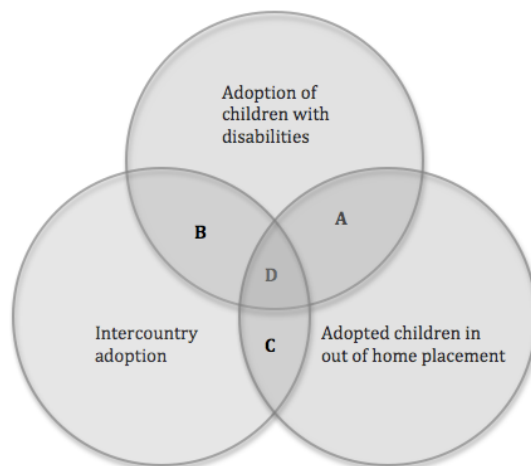 Adoption of
children with
disabilities
B
A
D
Intercountry
adoption
C
Adopted children in
out of home placement